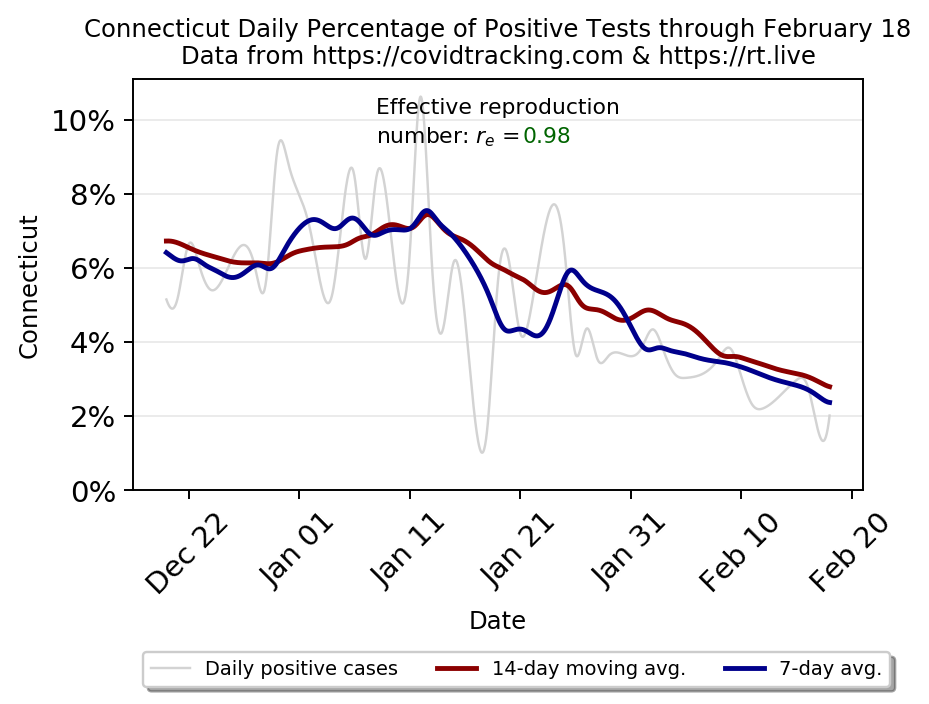 Connecticut Daily Percentage of Positive Tests through February 18
Data from https://covidtracking.com & https://rt.live
Effective reproduction
number: rₑ =0.98
10%
8%
6%
4%
2%
0%
Connecticut
Dec 22
Jan 01
Jan 11
Jan 21
Jan 31
Feb 10
Feb 20
Date
Daily positive cases
14-day moving avg.
7-day avg.